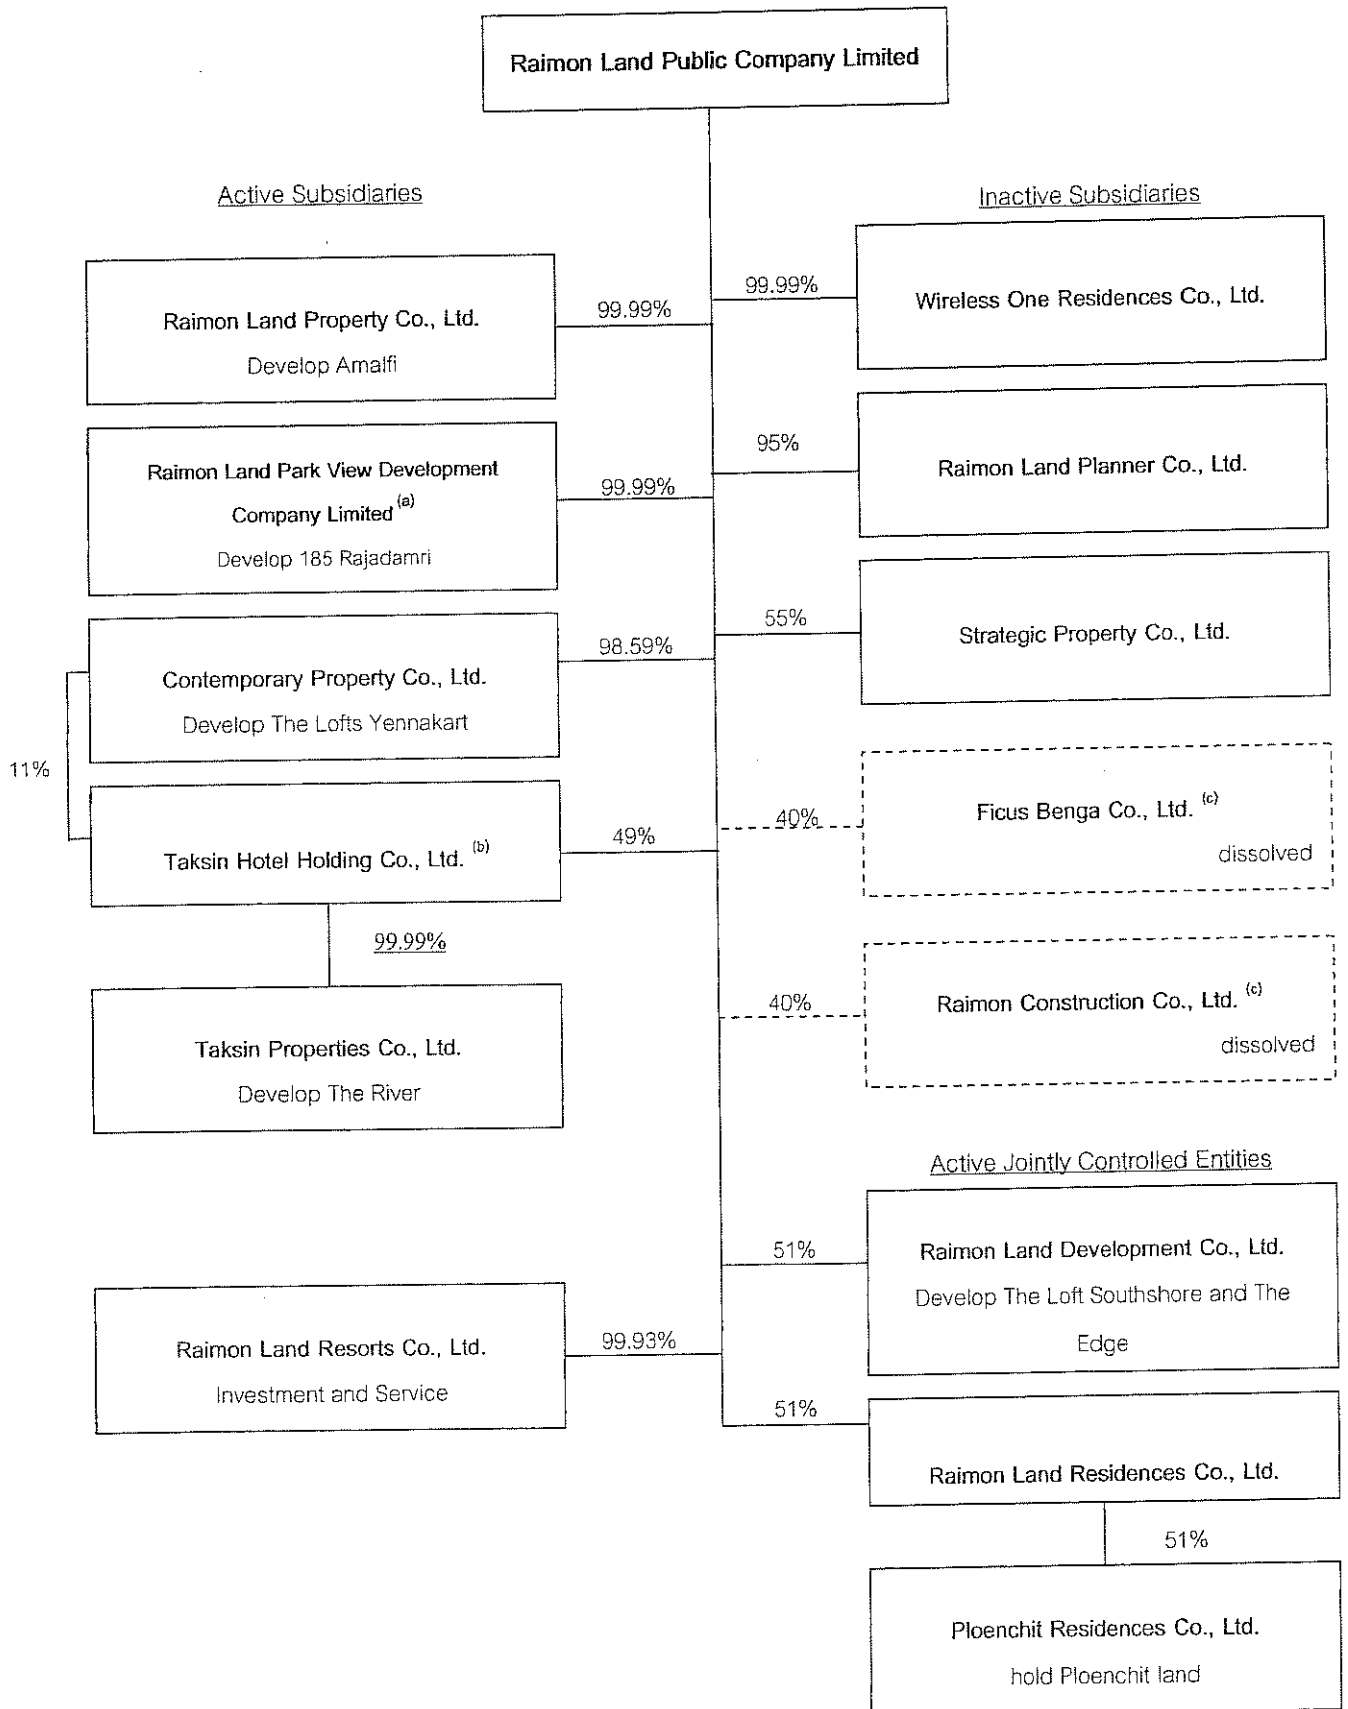 Raimon Land Public Company Limited
Active Subsidiaries
Inactive Subsidiaries
Raimon Land Property Co., Ltd.
Develop Amalfi
99.99%
99.99%
Wireless One Residences Co., Ltd.
Raimon Land Park View Development
Company Limited (a)
Develop 185 Rajadamri
99.99%
95%
Raimon Land Planner Co., Ltd.
Contemporary Property Co., Ltd.
Develop The Lofts Yennakart
98.59%
55%
Strategic Property Co., Ltd.
11%
Taksin Hotel Holding Co., Ltd. (b)
49%
40%
Ficus Benga Co., Ltd. (c)
dissolved
99.99%
Taksin Properties Co., Ltd.
Develop The River
40%
Raimon Construction Co., Ltd. (c)
dissolved
Active Jointly Controlled Entities
51%
Raimon Land Development Co., Ltd.
Develop The Loft Southshore and The
Edge
Raimon Land Resorts Co., Ltd.
Investment and Service
99.93%
51%
Raimon Land Residences Co., Ltd.
51%
Ploenchit Residences Co., Ltd.
hold Ploenchit land